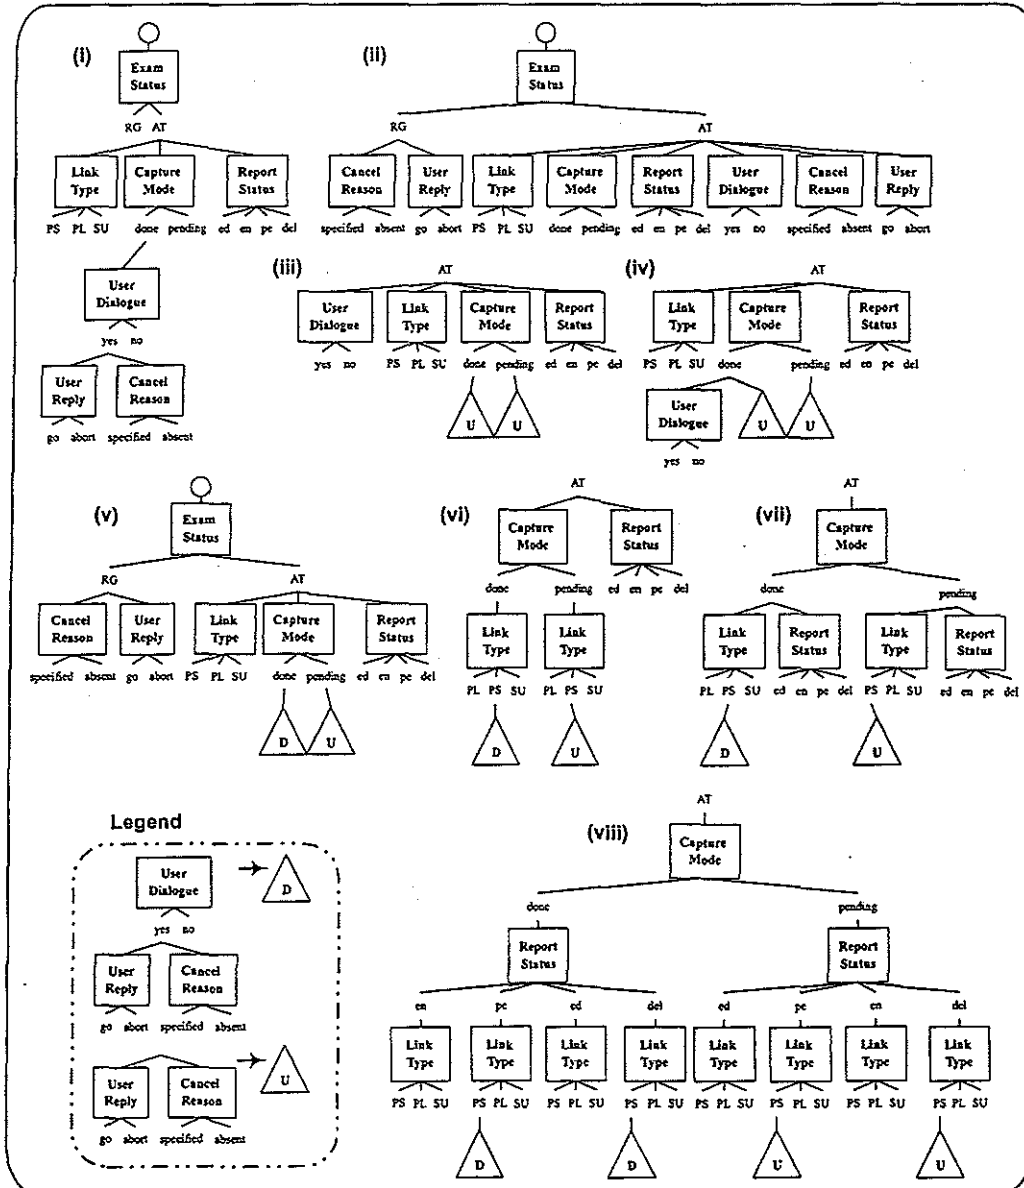 (i)
Exam
Status
RG AT
Link
Type
Capture
Mode
Report
Status
PS PL SU done pending ed en pe del
User
Dialogue
yes no
User
Reply
Cancel
Reason
go abort specified absent
(ii)
Exam
Status
RG AT
Cancel
Reason
User
Reply
Link
Type
Capture
Mode
Report
Status
User
Dialogue
Cancel
Reason
User
Reply
specified absent go abort PS PL SU done pending ed en pe del yes no specified absent go abort
(iii)
AT
User
Dialogue
Link
Type
Capture
Mode
Report
Status
yes no PS PL SU done pending ed en pe del
U U
(iv)
AT
Link
Type
Capture
Mode
Report
Status
PS PL SU done pending ed en pe del
User
Dialogue
U U
yes no
(v)
Exam
Status
RG AT
Cancel
Reason
User
Reply
Link
Type
Capture
Mode
Report
Status
specified absent go abort PS PL SU done pending ed en pe del
D U
(vi)
AT
Capture
Mode
Report
Status
done pending ed en pe del
Link
Type
Link
Type
PL PS SU PL PS SU
D U
(vii)
AT
Capture
Mode
done pending
Link
Type
Report
Status
Link
Type
Report
Status
PL PS SU ed en pe del PS PL SU ed en pe del
D U
Legend
User
Dialogue
D
yes no
User
Reply
Cancel
Reason
go abort specified absent
User
Reply
Cancel
Reason
U
go abort specified absent
(viii)
AT
Capture
Mode
done pending
Report
Status
Report
Status
en pe ed del ed pe en del
Link
Type
Link
Type
Link
Type
Link
Type
Link
Type
Link
Type
Link
Type
Link
Type
PS PL SU PS PL SU PS PL SU PS PL SU PS PL SU PS PL SU PS PL SU PS PL SU
D D U U